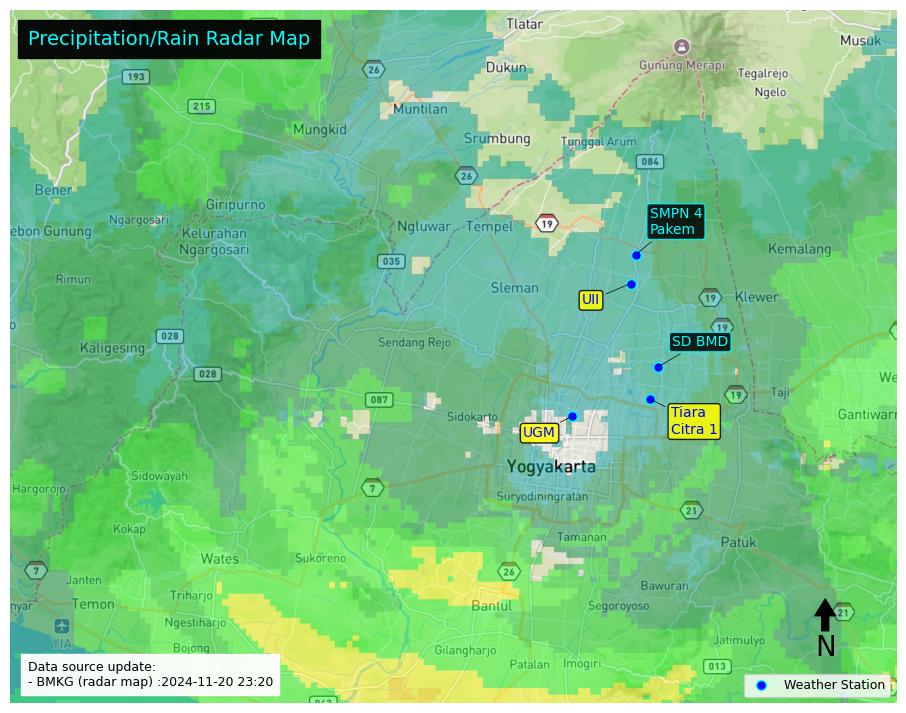 Precipitation/Rain Radar Map
Tlatar
Musuk
26
Gunung Merapi
Dukun
Tegalrejo
193
Ngelo
215
Muntilan
Mungkid
Srumbung
Tunggal Arum
084
26
Bener
Giripurno
SMPN 4
Pakem
Ngargosari
Ngluwar
Tempel
19
ebon Gunung
Kelurahan
Ngargosari
Kemalang
035
Rimun
Sleman
UII
19
Klewer
19
028
Kaligesing
Sendang Rejo
SD BMD
028
We
087
19
Taji
Sidokarto
Tiara
Citra 1
Gantiwarn
UGM
Yogyakarta
Sidowayah
Hargorojo
7
Suryodiningratan
21
Kokap
Tamanan
Patuk
Wates
Sukoreno
7
26
Janten
Bawuran
nyar
Temon
Triharjo
Bantul
Segoroyoso
21
YIA
Ngestiharjo
N
Bojong
Gilangharjo
Jatimulyo
Patalan
Imogiri
013
Data source update:
- BMKG (radar map) :2024-11-20 23:20
Weather Station